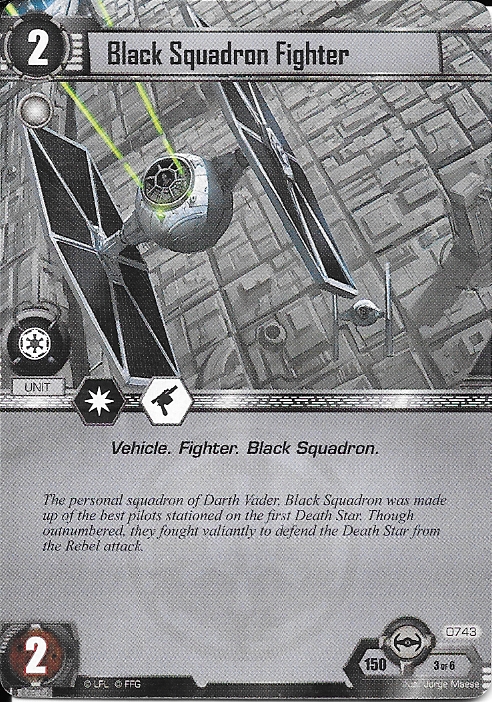 2
Black Squadron Fighter
UNIT
Vehicle. Fighter. Black Squadron.
The personal squadron of Darth Vader, Black Squadron was made
up of the best pilots stationed on the first Death Star. Though
outnumbered, they fought valiantly to defend the Death Star from
the Rebel attack.
2
0743
150
3 OF 6
© LFL © FFG
Jorge Maese